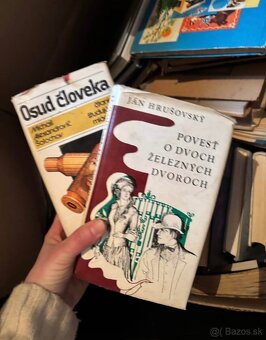 Osud človeka
Michail
Alexandrovič
Šolochov
JÁN HRUŠOVSKÝ
POVESŤ
O DVOCH
ŽELEZNÝCH
DVOROCH
Bazos.sk